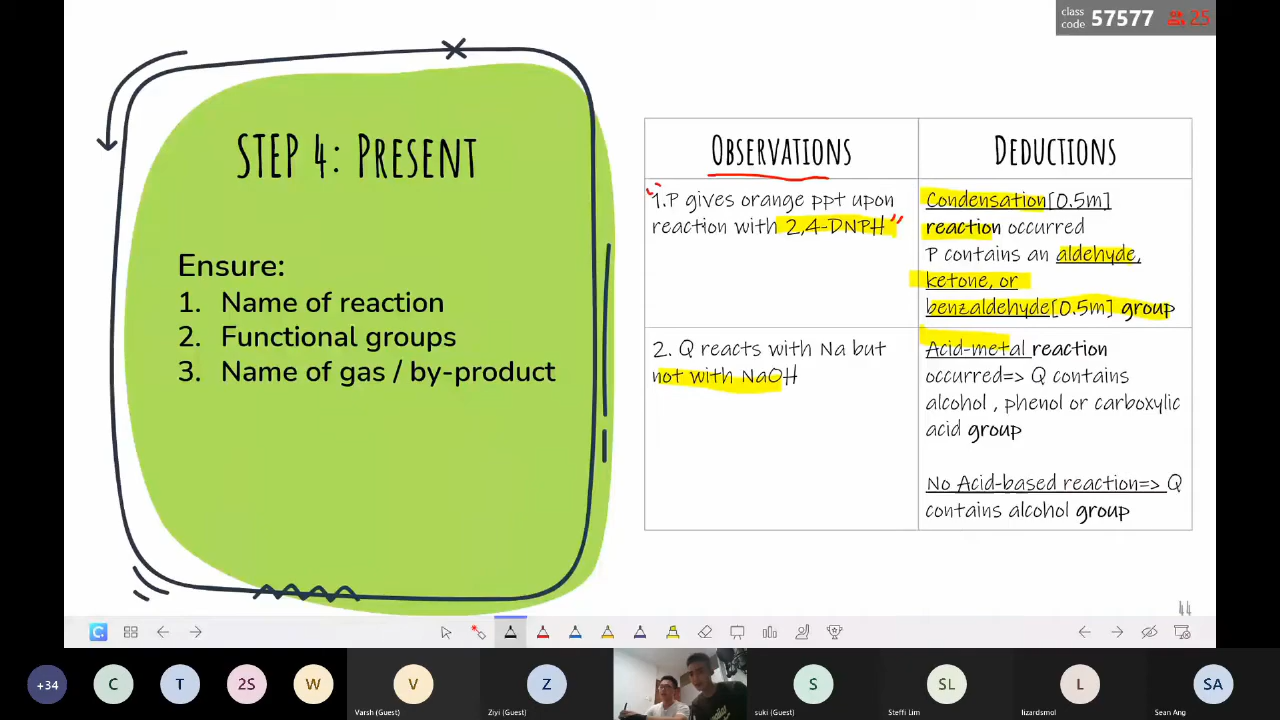 class
code 57577 25
STEP 4: PRESENT
Ensure:
1. Name of reaction
2. Functional groups
3. Name of gas / by-product
OBSERVATIONS
DEDUCTIONS
1.P gives orange ppt upon
reaction with 2,4-DNPH
Condensation[0.5m]
reaction occurred
P contains an aldehyde,
ketone, or
benzaldehyde[0.5m] group
2. Q reacts with Na but
not with NaOH
Acid-metal reaction
occurred=> Q contains
alcohol , phenol or carboxylic
acid group
No Acid-based reaction=> Q
contains alcohol group
44
C
+34
C
T
2S
W
V
Varsh (Guest)
Z
Ziyi (Guest)
S
suki (Guest)
SL
Steffi Lim
L
lizardsmol
SA
Sean Ang